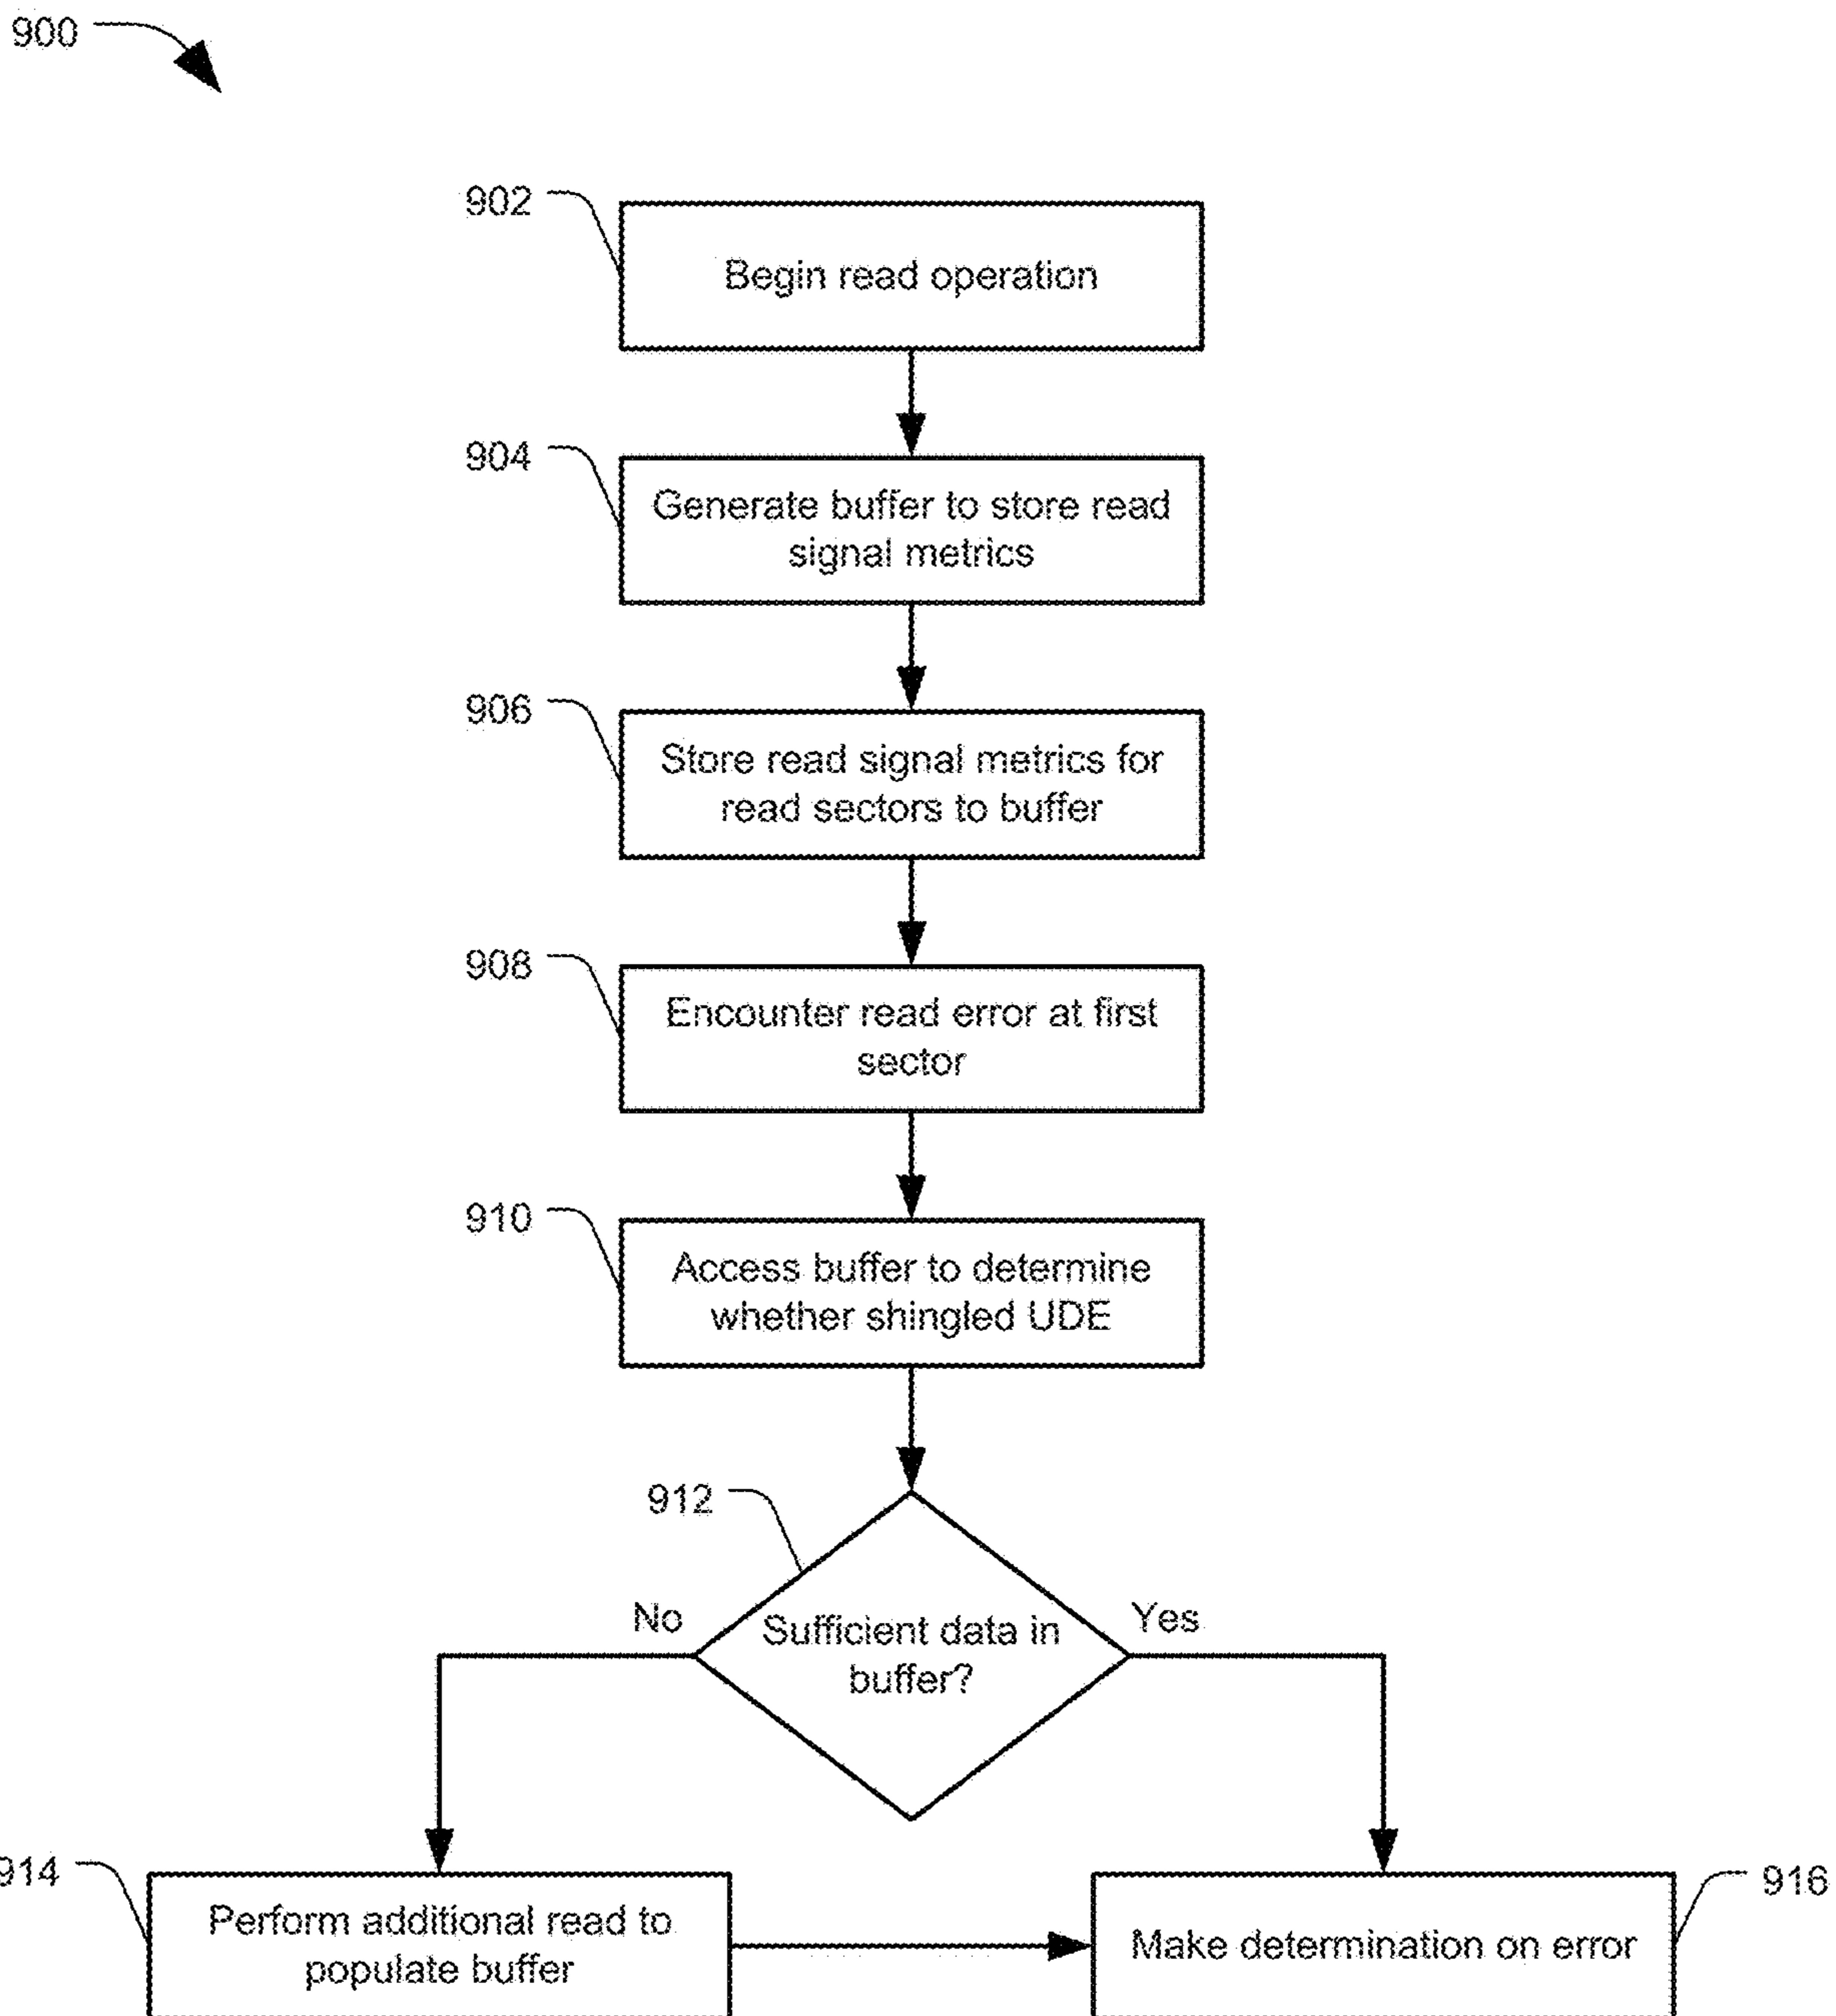 900
902
Begin read operation
904
Generate buffer to store read
signal metrics
906
Store read signal metrics for
read sectors to buffer
908
Encounter read error at first
sector
910
Access buffer to determine
whether shingled UDE
912
No
Yes
Sufficient data in
buffer?
914
Perform additional read to
populate buffer
916
Make determination on error